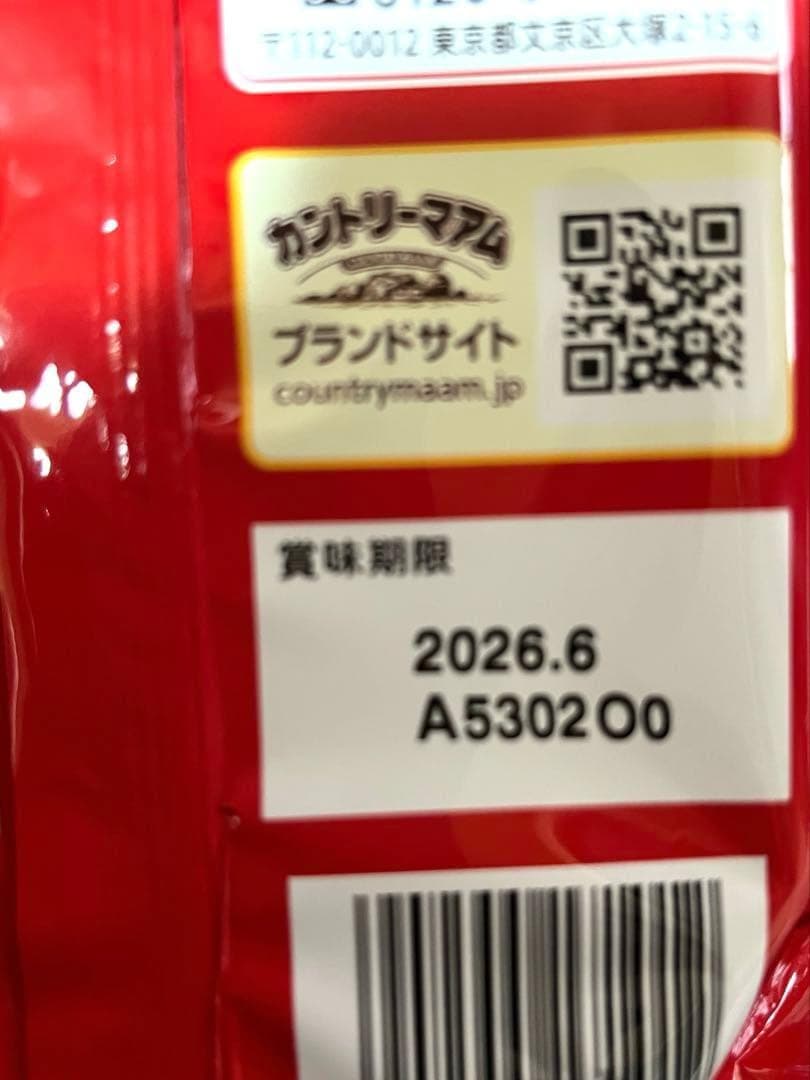 〒112-0012 東京都文京区大塚2-15-6
カントリーマアム
ブランドサイト
countrymaam.jp
賞味期限
2026.6
A5302O0